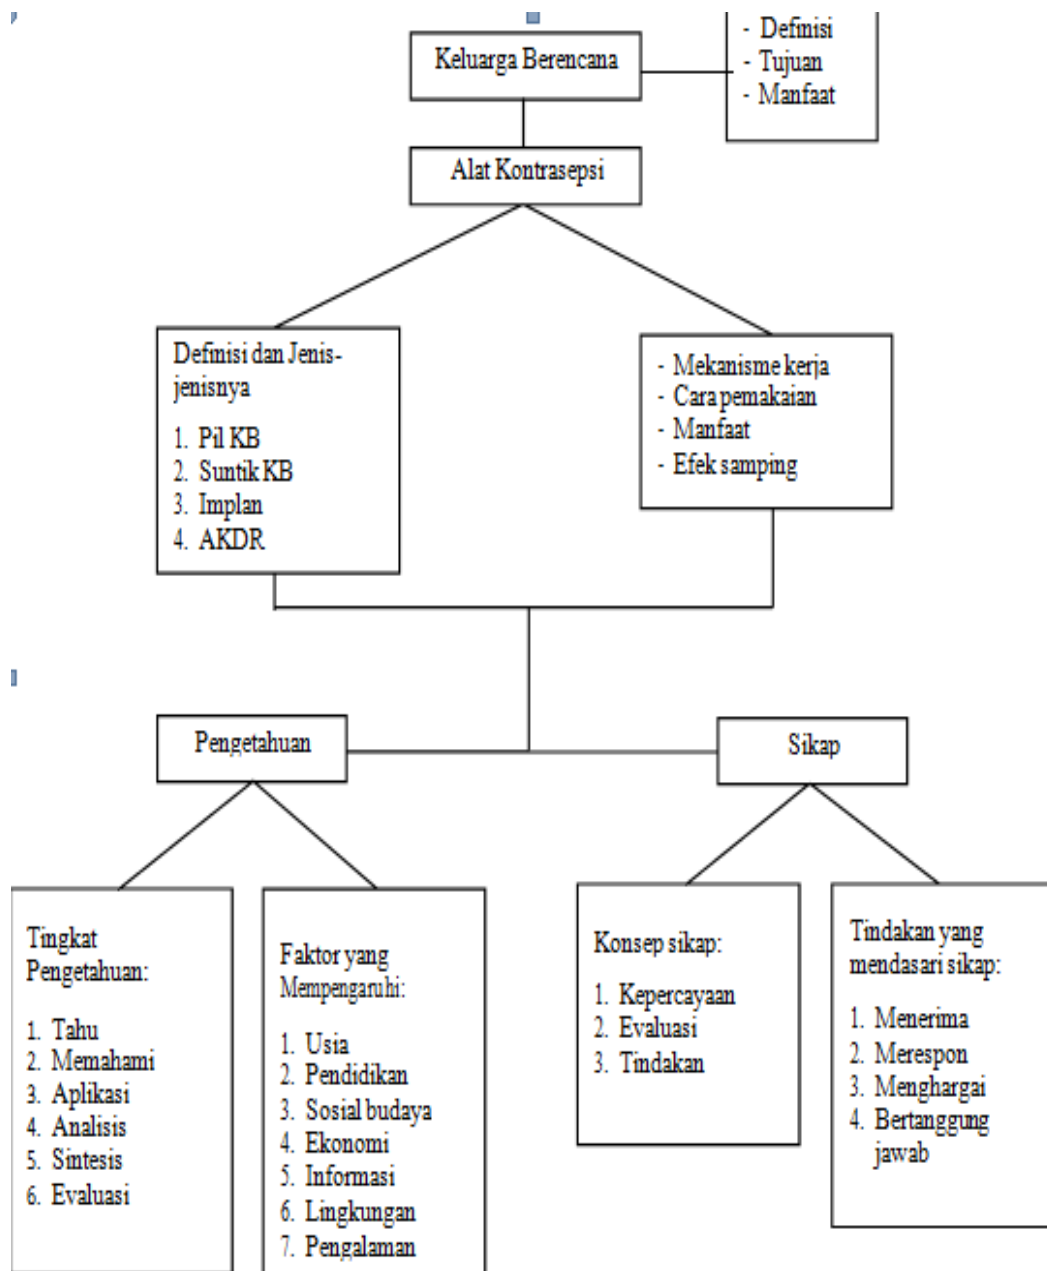 Keluarga Berencana
- Definisi
- Tujuan
- Manfaat
Alat Kontrasepsi
Definisi dan Jenis-
jenisnya
1. Pil KB
2. Suntik KB
3. Implan
4. AKDR
- Mekanisme kerja
- Cara pemakaian
- Manfaat
- Efek samping
Pengetahuan
Sikap
Tingkat
Pengetahuan:
1. Tahu
2. Memahami
3. Aplikasi
4. Analisis
5. Sintesis
6. Evaluasi
Faktor yang
Mempengaruhi:
1. Usia
2. Pendidikan
3. Sosial budaya
4. Ekonomi
5. Informasi
6. Lingkungan
7. Pengalaman
Konsep sikap:
1. Kepercayaan
2. Evaluasi
3. Tindakan
Tindakan yang
mendasari sikap:
1. Menerima
2. Merespon
3. Menghargai
4. Bertanggung
jawab